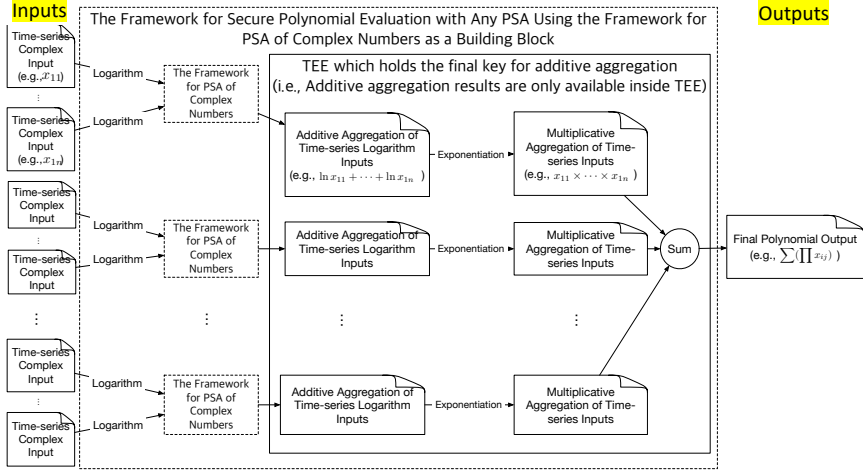 Inputs
The Framework for Secure Polynomial Evaluation with Any PSA Using the Framework for
PSA of Complex Numbers as a Building Block
Outputs
TEE which holds the final key for additive aggregation
(i.e., Additive aggregation results are only available inside TEE)
Time-series
Complex
Input
(e.g., x₁₁)
⋮
Time-series
Complex
Input
(e.g., x₁ₙ)
Logarithm
Logarithm
The Framework
for PSA of
Complex
Numbers
Additive Aggregation of
Time-series Logarithm
Inputs
(e.g., ln x₁₁ + ⋯ + ln x₁ₙ )
Exponentiation
Multiplicative
Aggregation of Time-
series Inputs
(e.g., x₁₁ × ⋯ × x₁ₙ )
Time-series
Complex
Input
⋮
Time-series
Complex
Input
Logarithm
Logarithm
The Framework
for PSA of
Complex
Numbers
Additive Aggregation of
Time-series Logarithm
Inputs
Exponentiation
Multiplicative
Aggregation of Time-
series Inputs
Sum
Final Polynomial Output
(e.g., ∑(∏ xᵢⱼ) )
⋮
⋮
⋮
⋮
Time-series
Complex
Input
⋮
Time-series
Complex
Input
Logarithm
Logarithm
The Framework
for PSA of
Complex
Numbers
Additive Aggregation of
Time-series Logarithm
Inputs
Exponentiation
Multiplicative
Aggregation of Time-
series Inputs